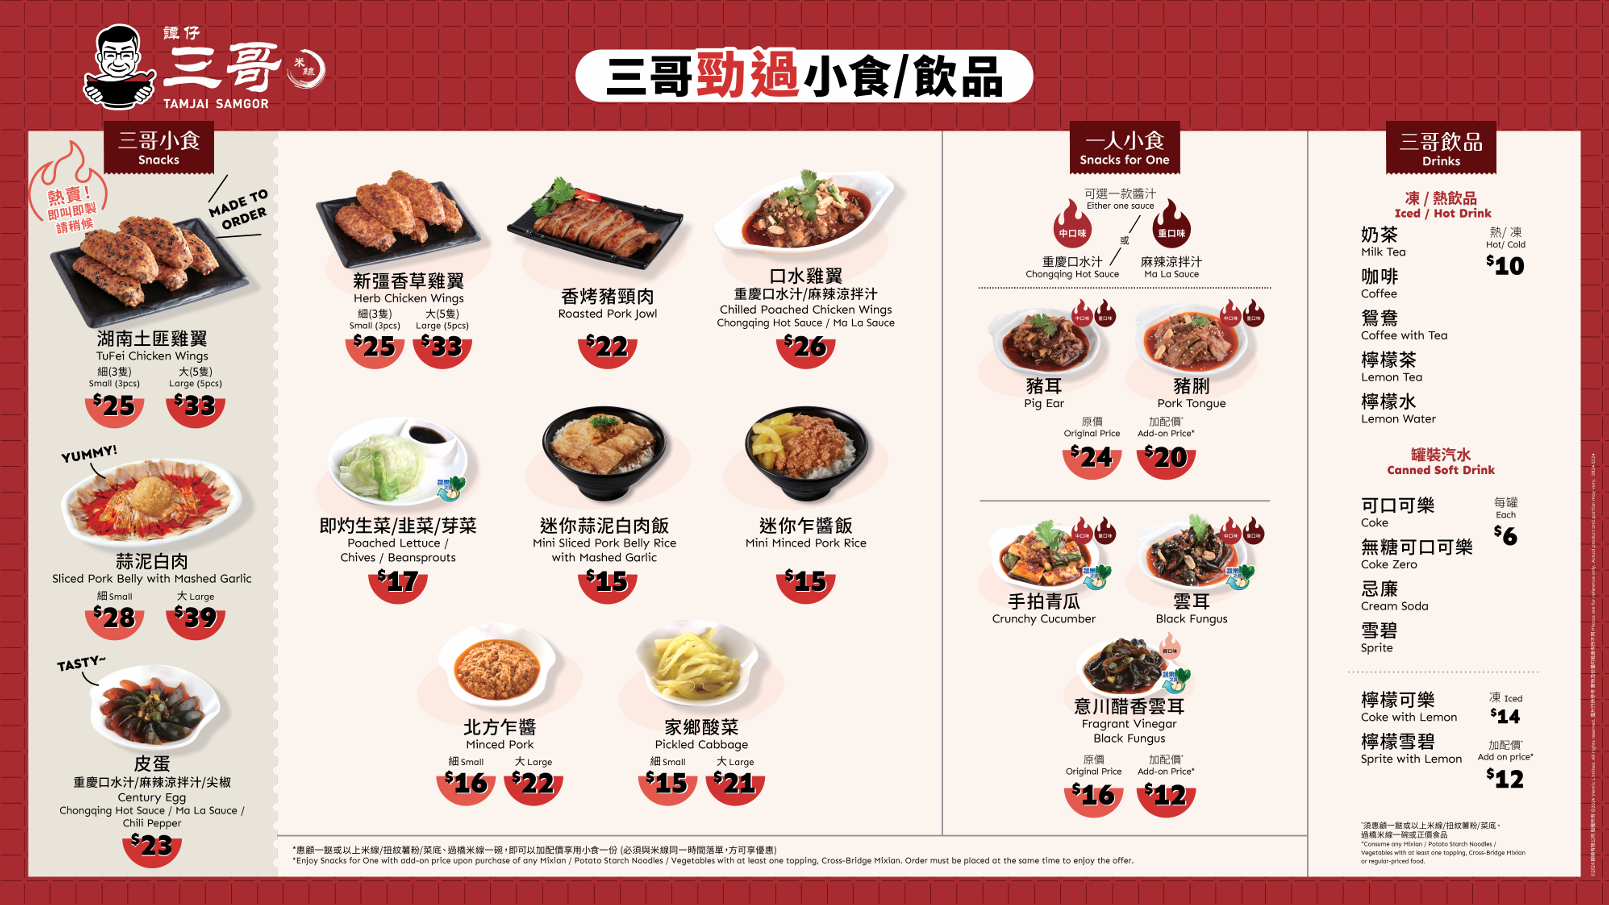 譚仔
三哥
米線
TAMJAI SAMGOR
三哥勁過小食/飲品
三哥小食
Snacks
熱賣!
即叫即製
請稍候
MADE TO
ORDER
湖南土匪雞翼
TuFei Chicken Wings
細(3隻) 大(5隻)
Small (3pcs) Large (5pcs)
$25 $33
YUMMY!
蒜泥白肉
Sliced Pork Belly with Mashed Garlic
細 Small 大 Large
$28 $39
TASTY~
皮蛋
重慶口水汁/麻辣涼拌汁/尖椒
Century Egg
Chongqing Hot Sauce / Ma La Sauce /
Chili Pepper
$23
新疆香草雞翼
Herb Chicken Wings
細(3隻) 大(5隻)
Small (3pcs) Large (5pcs)
$25 $33
香烤豬頸肉
Roasted Pork Jowl
$22
口水雞翼
重慶口水汁/麻辣涼拌汁
Chilled Poached Chicken Wings
Chongqing Hot Sauce / Ma La Sauce
$26
即灼生菜/韭菜/芽菜
Poached Lettuce /
Chives / Beansprouts
$17
迷你蒜泥白肉飯
Mini Sliced Pork Belly Rice
with Mashed Garlic
$15
迷你乍醬飯
Mini Minced Pork Rice
$15
北方乍醬
Minced Pork
細 Small 大 Large
$16 $22
家鄉酸菜
Pickled Cabbage
細 Small 大 Large
$15 $21
*惠顧一餸或以上米線/扭紋薯粉/菜底、過橋米線一碗，即可以加配價享用小食一份 (必須與米線同一時間落單，方可享優惠)
*Enjoy Snacks for One with add-on price upon purchase of any Mixian / Potato Starch Noodles / Vegetables with at least one topping, Cross-Bridge Mixian. Order must be placed at the same time to enjoy the offer.
一人小食
Snacks for One
可選一款醬汁
Either one sauce
中口味 或 重口味
重慶口水汁 麻辣涼拌汁
Chongqing Hot Sauce Ma La Sauce
中口味 重口味 中口味 重口味
豬耳 豬脷
Pig Ear Pork Tongue
原價 加配價*
Original Price Add-on Price*
$24 $20
中口味 重口味 中口味 重口味
手拍青瓜 雲耳
Crunchy Cucumber Black Fungus
意川醋香雲耳
Fragrant Vinegar
Black Fungus
原價 加配價*
Original Price Add-on Price*
$16 $12
三哥飲品
Drinks
凍 / 熱飲品
Iced / Hot Drink
奶茶 熱/ 凍
Milk Tea Hot/ Cold
$10
咖啡
Coffee
鴛鴦
Coffee with Tea
檸檬茶
Lemon Tea
檸檬水
Lemon Water
罐裝汽水
Canned Soft Drink
可口可樂 每罐
Coke Each
$6
無糖可口可樂
Coke Zero
忌廉
Cream Soda
雪碧
Sprite
檸檬可樂 凍 Iced
Coke with Lemon $14
檸檬雪碧 加配價*
Sprite with Lemon Add on price*
$12
*須惠顧一餸或以上米線/扭紋薯粉/菜底、
過橋米線一碗或正價食品
*Consume any Mixian / Potato Starch Noodles /
Vegetables with at least one topping, Cross-Bridge Mixian
or regular-priced food.